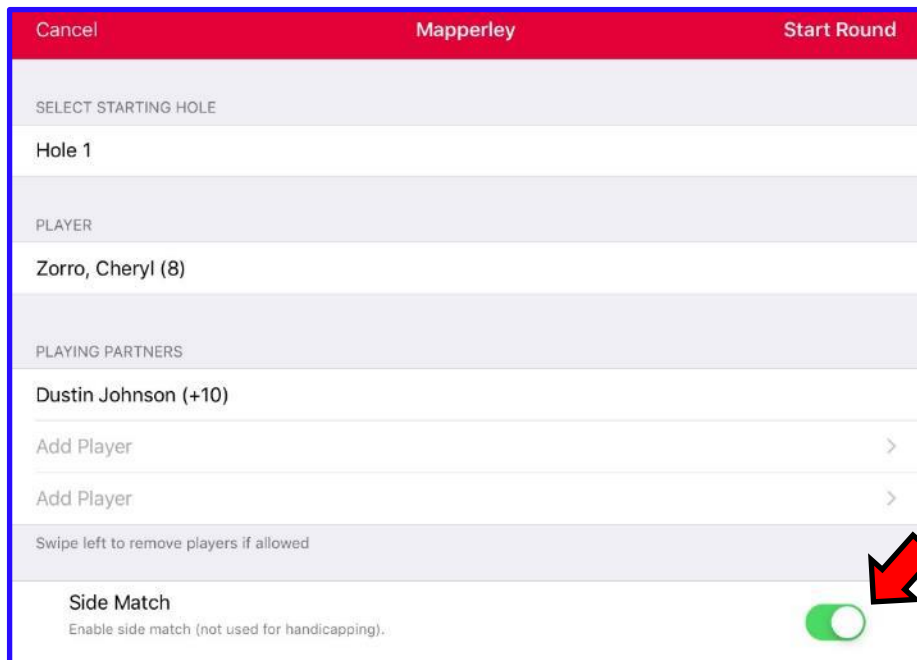 Cancel Mapperley Start Round
SELECT STARTING HOLE
Hole 1
PLAYER
Zorro, Cheryl (8)
PLAYING PARTNERS
Dustin Johnson (+10)
Add Player
Add Player
Swipe left to remove players if allowed
Side Match
Enable side match (not used for handicapping).